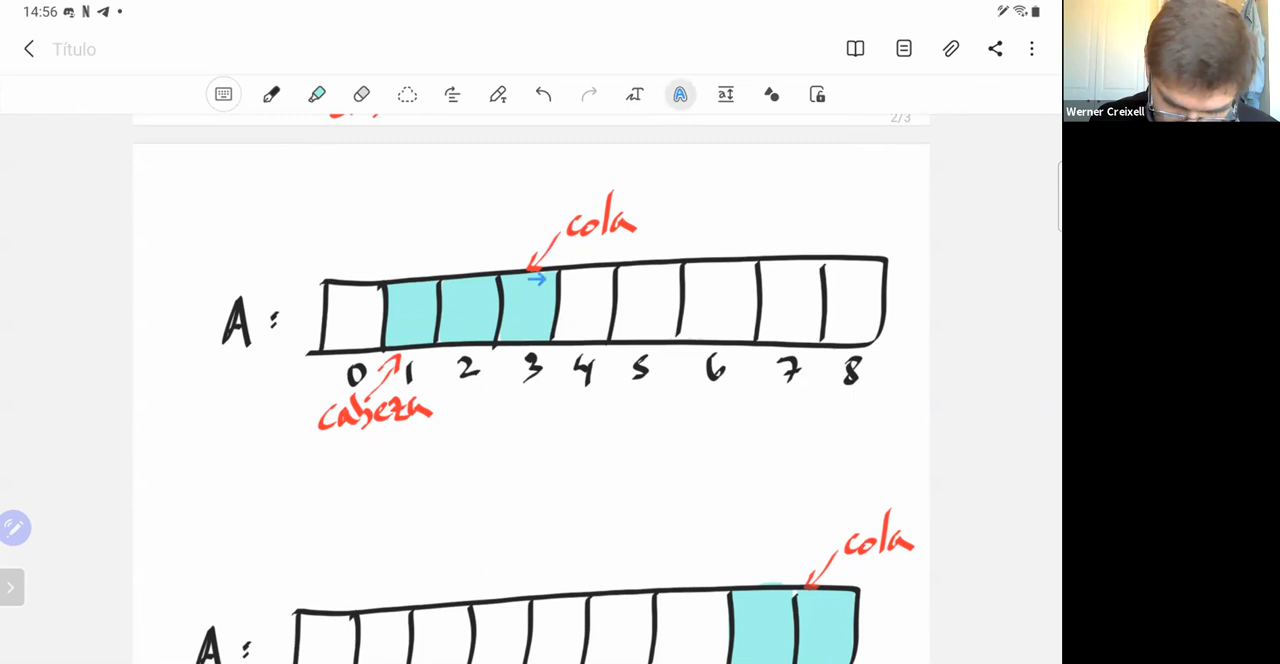 14:56
Título
Werner Creixell
2/3
cola
A:
0 1 2 3 4 5 6 7 8
cabeza
cola
A: